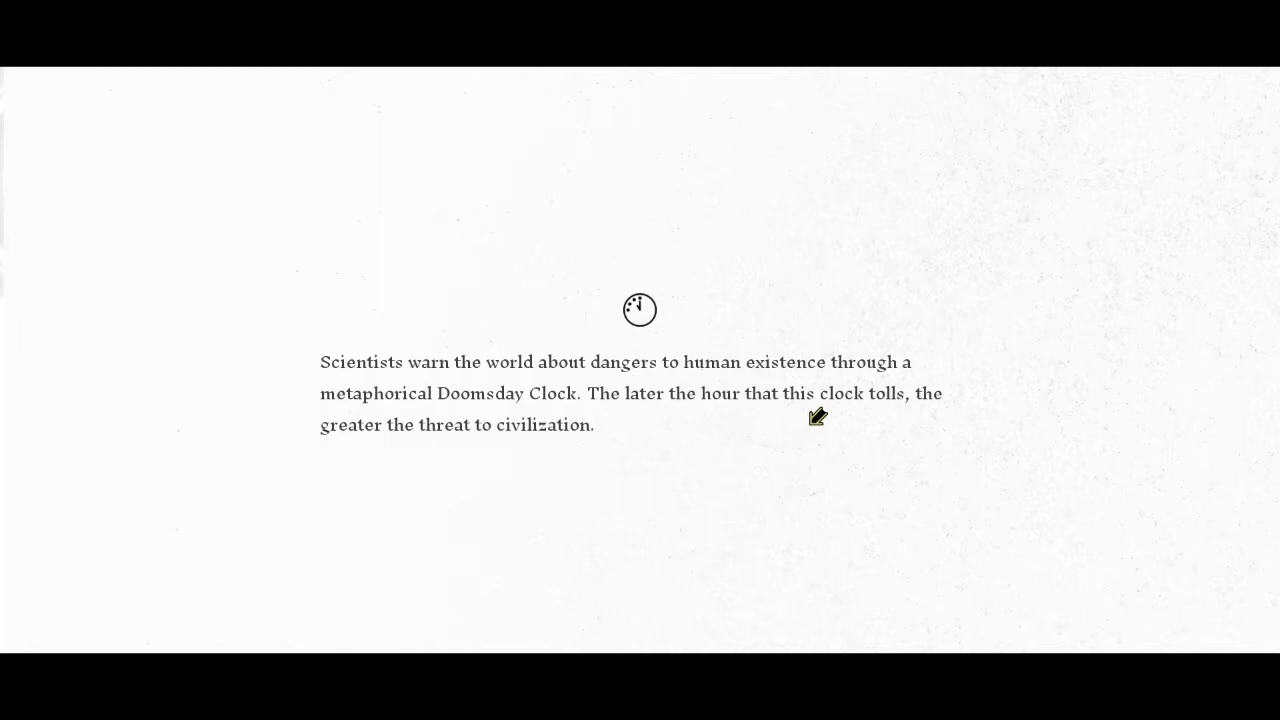 Scientists warn the world about dangers to human existence through a
metaphorical Doomsday Clock. The later the hour that this clock tolls, the
greater the threat to civilization.